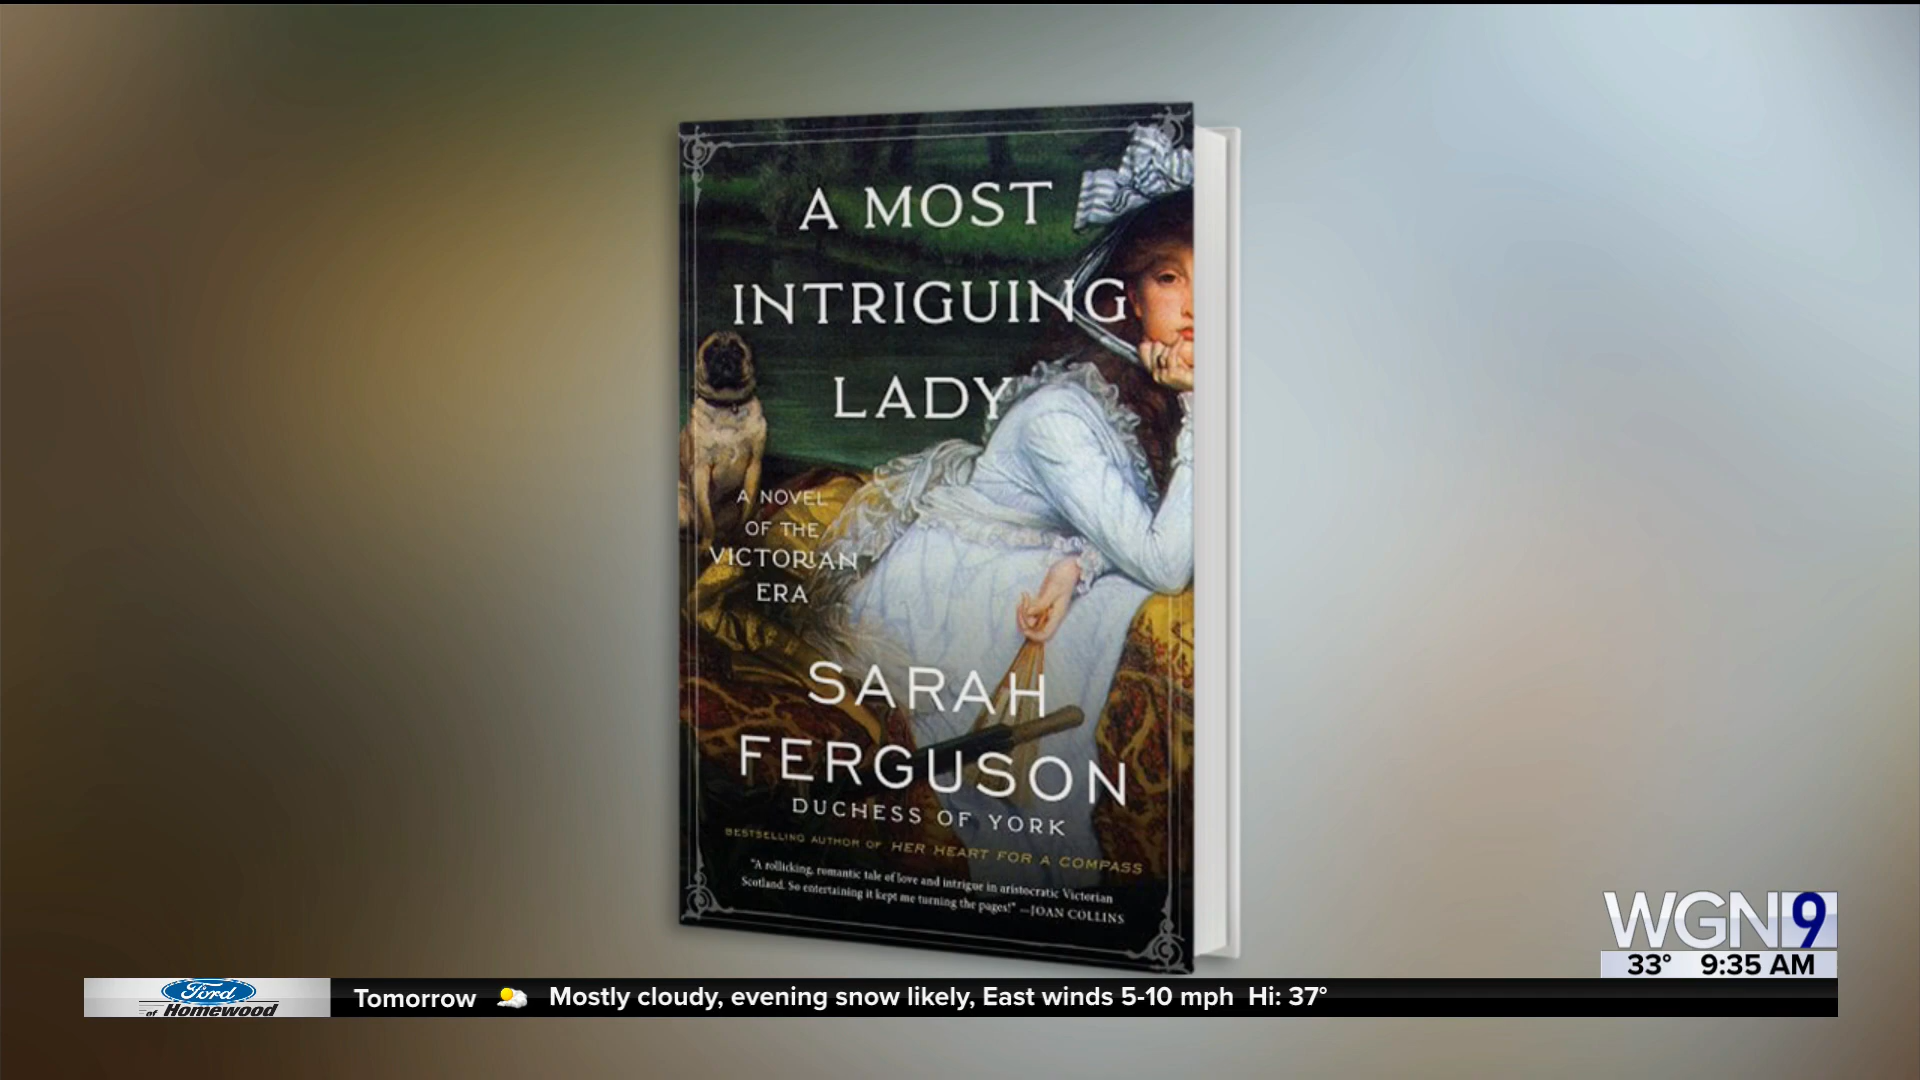 A MOST
INTRIGUING
LADY
A NOVEL
OF THE
VICTORIAN
ERA
SARAH
FERGUSON
DUCHESS OF YORK
BESTSELLING AUTHOR OF HER HEART FOR A COMPASS
"A rollicking, romantic tale of love and intrigue in aristocratic Victorian
Scotland. So entertaining it kept me turning the pages!" —JOAN COLLINS
WGN9
33° 9:35 AM
Ford
of Homewood
Tomorrow Mostly cloudy, evening snow likely, East winds 5-10 mph Hi: 37°